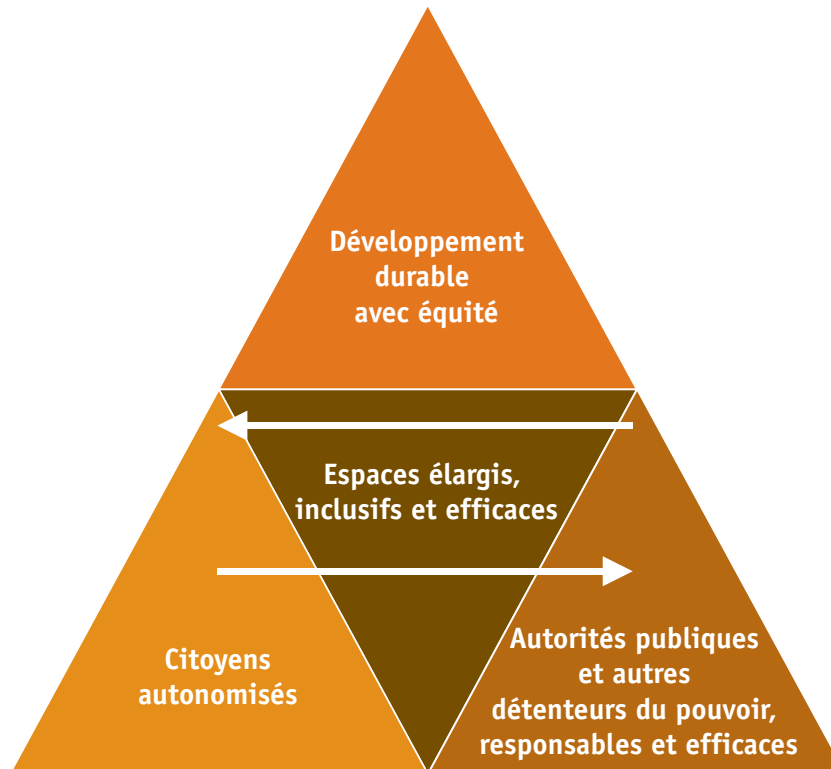 Développement
durable
avec équité
Espaces élargis,
inclusifs et efficaces
Citoyens
autonomisés
Autorités publiques
et autres
détenteurs du pouvoir,
responsables et efficaces